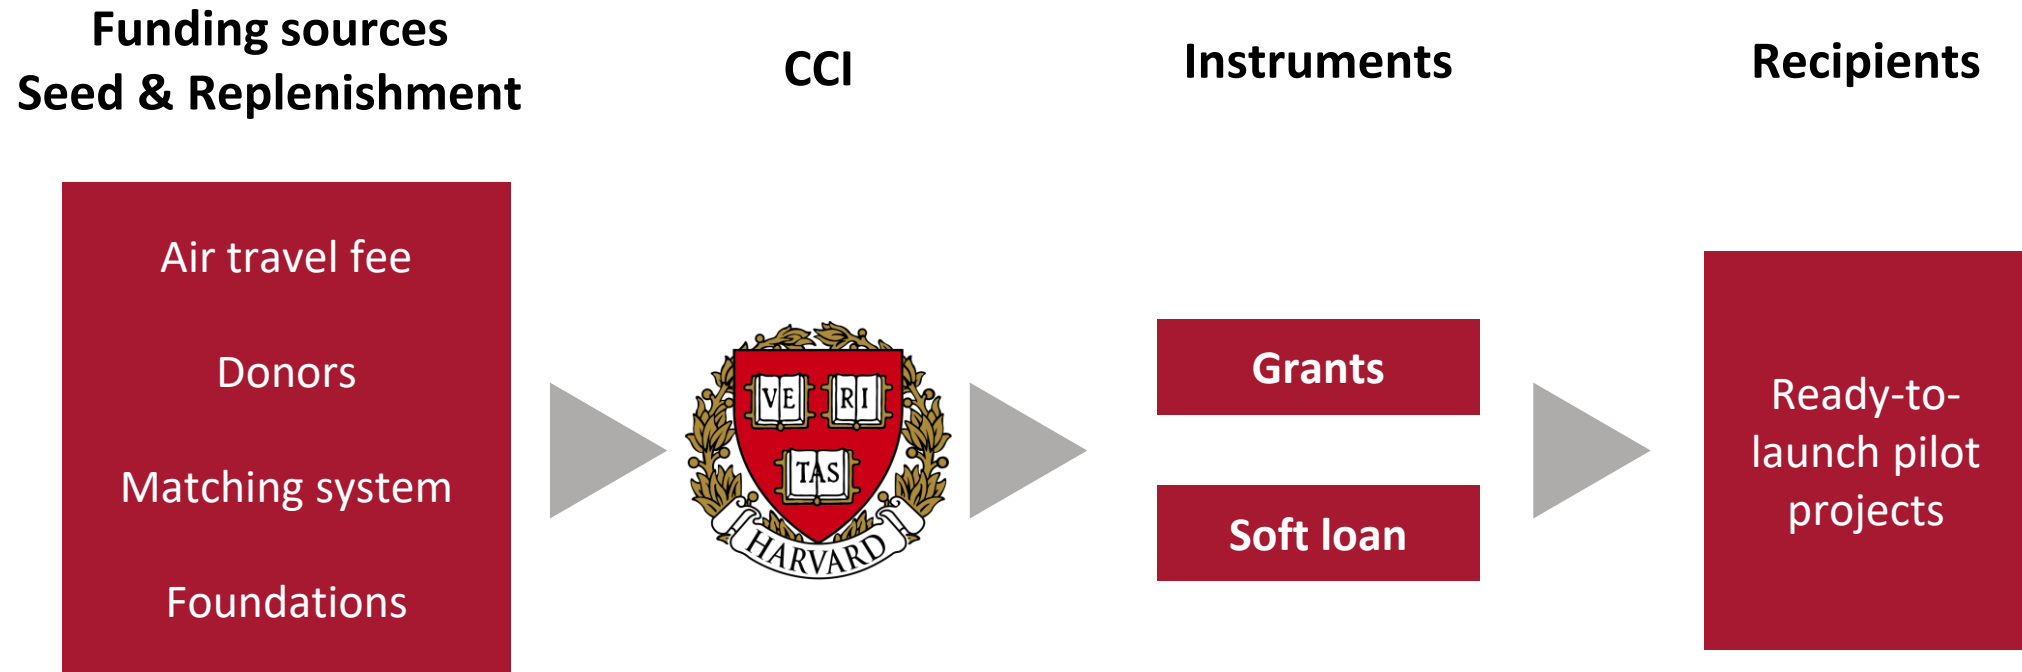 Funding sources
Seed & Replenishment
CCI
Instruments
Recipients
Air travel fee
Donors
Matching system
Foundations
VE
RI
TAS
HARVARD
Grants
Soft loan
Ready-to-
launch pilot
projects